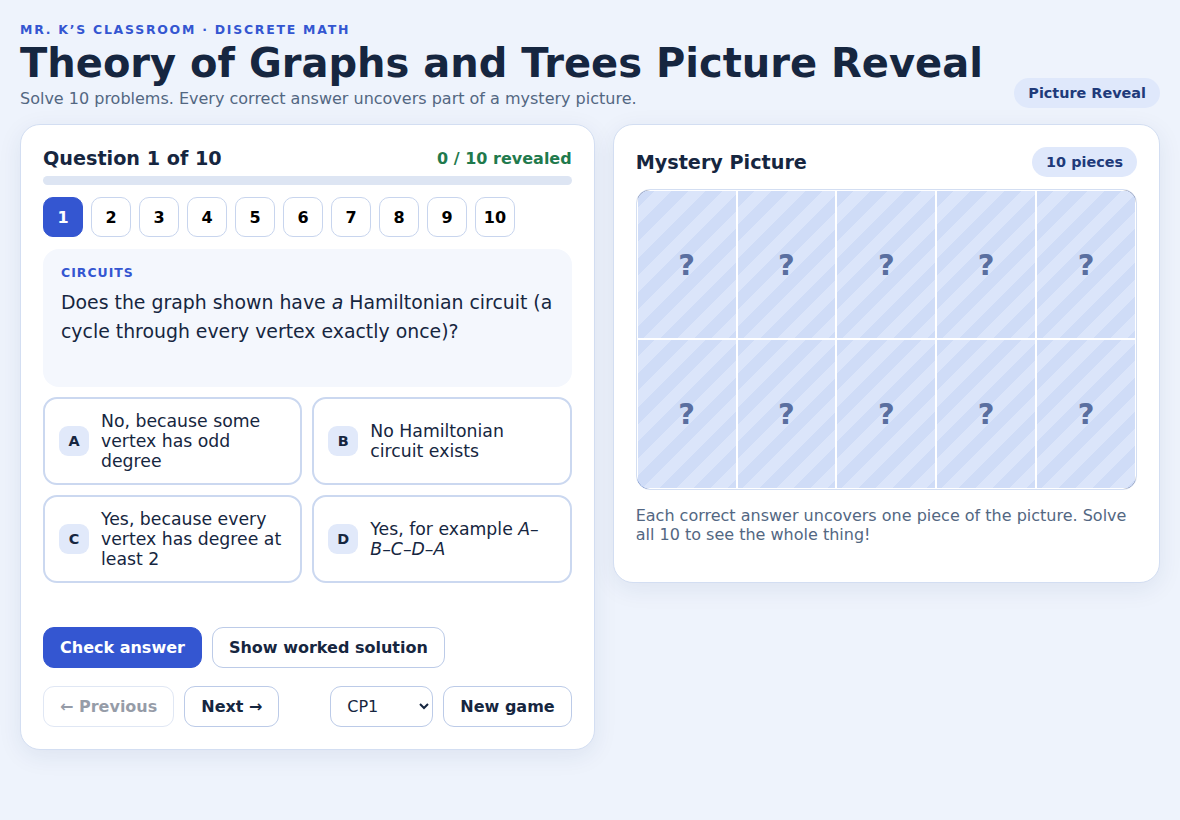 MR. K’S CLASSROOM · DISCRETE MATH
Theory of Graphs and Trees Picture Reveal
Solve 10 problems. Every correct answer uncovers part of a mystery picture.
Picture Reveal
Question 1 of 10
0 / 10 revealed
1 2 3 4 5 6 7 8 9 10
CIRCUITS
Does the graph shown have a Hamiltonian circuit (a
cycle through every vertex exactly once)?
A
No, because some
vertex has odd
degree
B
No Hamiltonian
circuit exists
C
Yes, because every
vertex has degree at
least 2
D
Yes, for example A–
B–C–D–A
Check answer
Show worked solution
← Previous
Next →
CP1
New game
Mystery Picture
10 pieces
? ? ? ? ?
? ? ? ? ?
Each correct answer uncovers one piece of the picture. Solve
all 10 to see the whole thing!